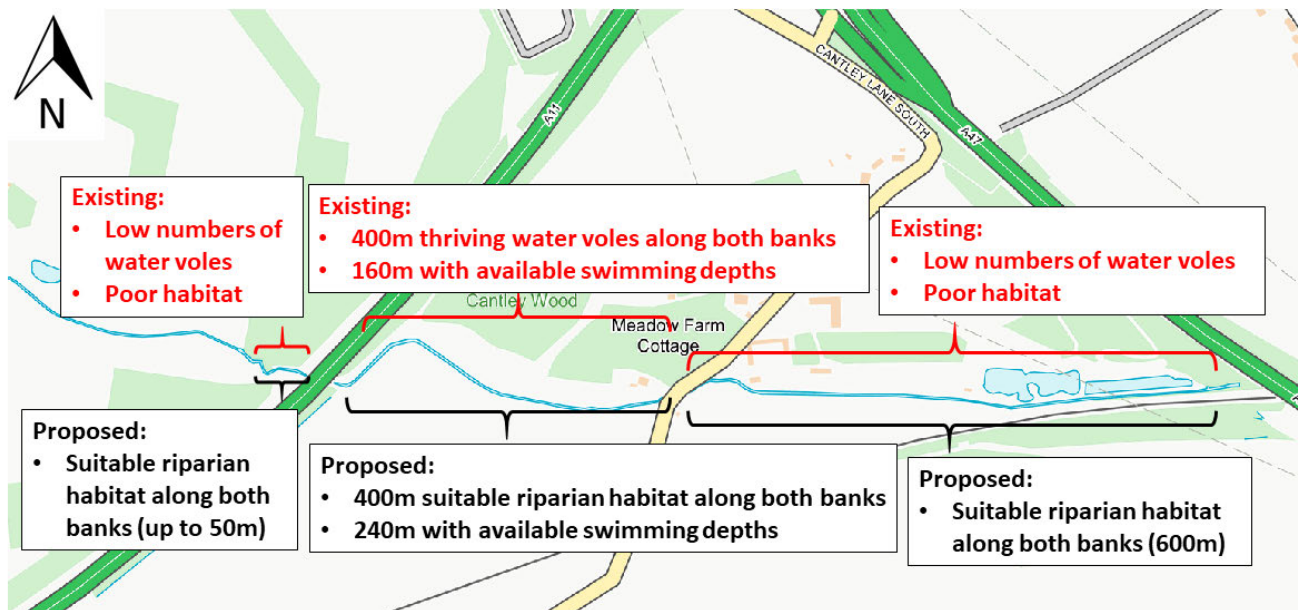 N
A11
CANTLEY LANE SOUTH
A47
Existing:
• Low numbers of
water voles
• Poor habitat
Existing:
• 400m thriving water voles along both banks
• 160m with available swimming depths
Existing:
• Low numbers of water voles
• Poor habitat
Cantley Wood
Meadow Farm
Cottage
Proposed:
• Suitable riparian
habitat along both
banks (up to 50m)
Proposed:
• 400m suitable riparian habitat along both banks
• 240m with available swimming depths
Proposed:
• Suitable riparian habitat
along both banks (600m)